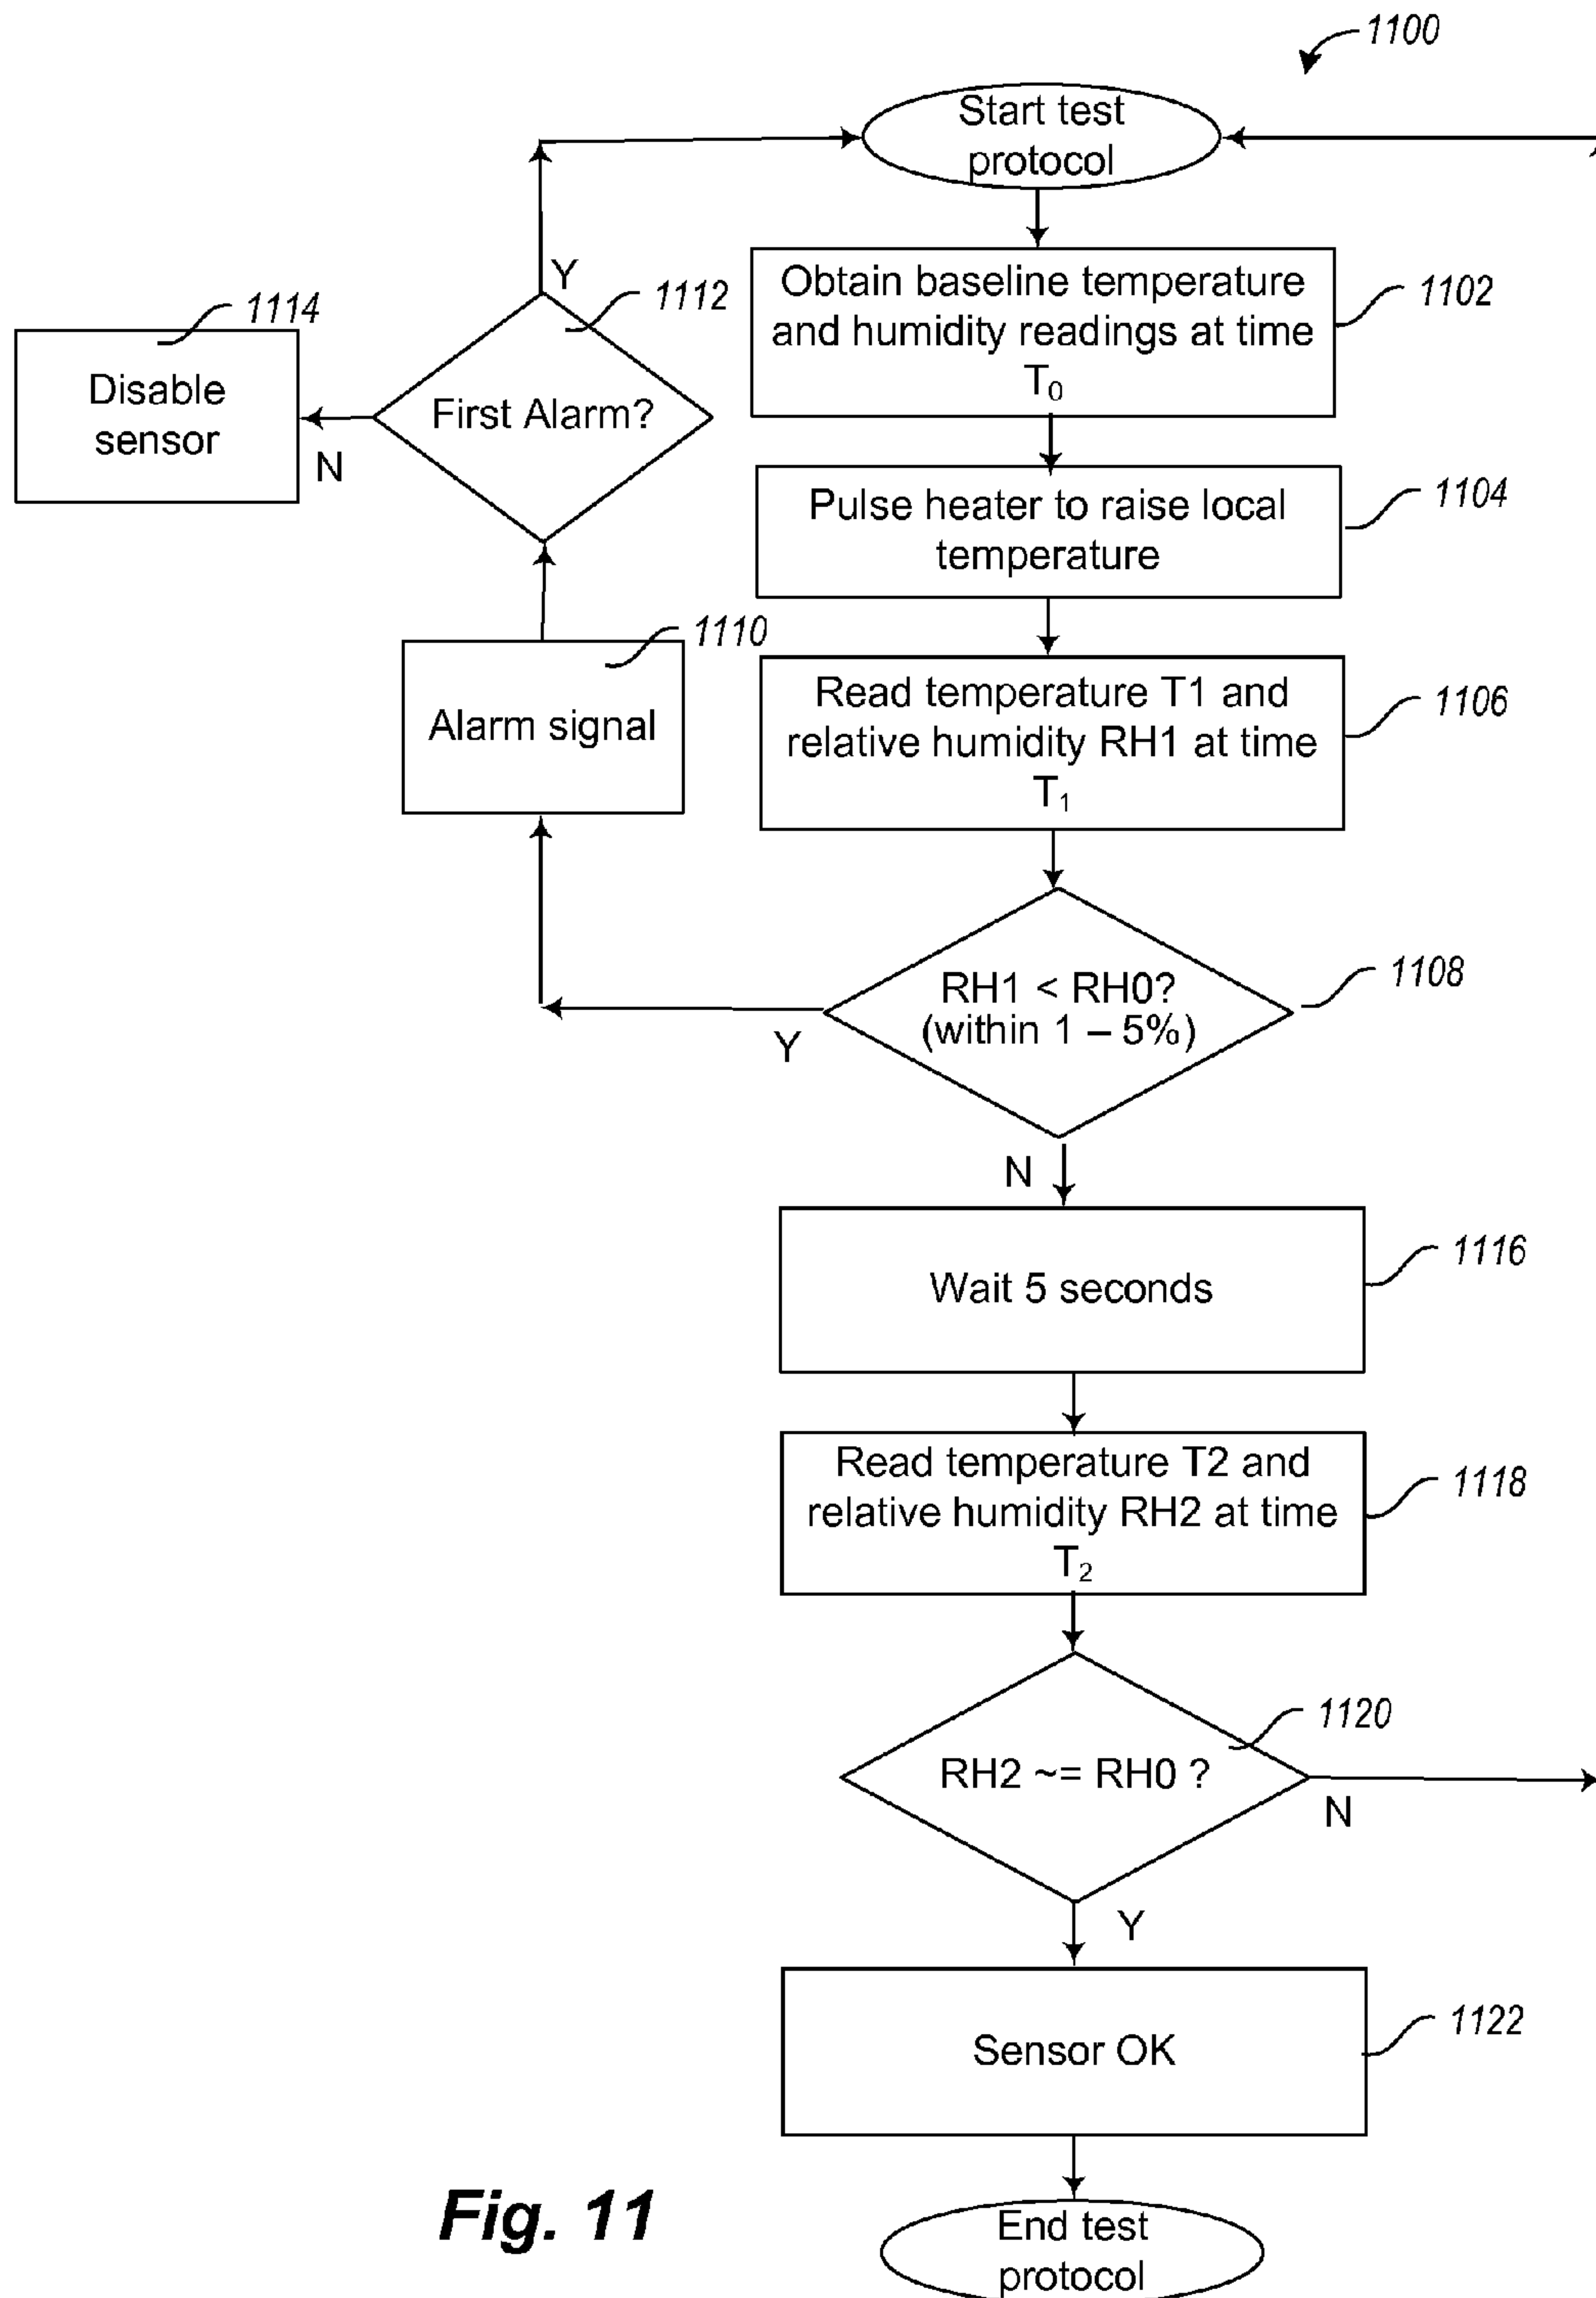 1100
Start test
protocol
Obtain baseline temperature
and humidity readings at time
T₀
1102
Pulse heater to raise local
temperature
1104
Read temperature T1 and
relative humidity RH1 at time
T₁
1106
RH1 < RH0?
(within 1 – 5%)
1108
Y
N
Alarm signal
1110
First Alarm?
1112
Y
N
Disable
sensor
1114
Wait 5 seconds
1116
Read temperature T2 and
relative humidity RH2 at time
T₂
1118
RH2 ~= RH0 ?
1120
N
Y
Sensor OK
1122
End test
protocol
Fig. 11